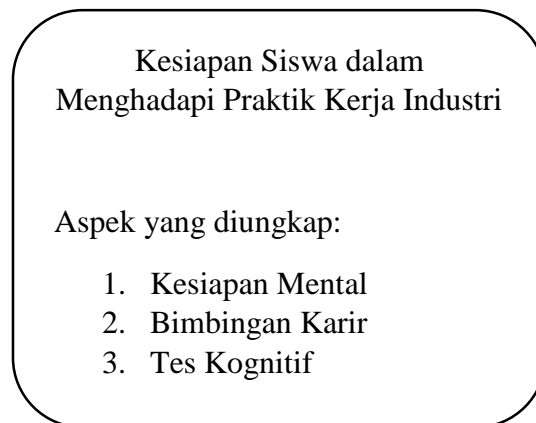 Kesiapan Siswa dalam
Menghadapi Praktik Kerja Industri
Aspek yang diungkap:
1. Kesiapan Mental
2. Bimbingan Karir
3. Tes Kognitif